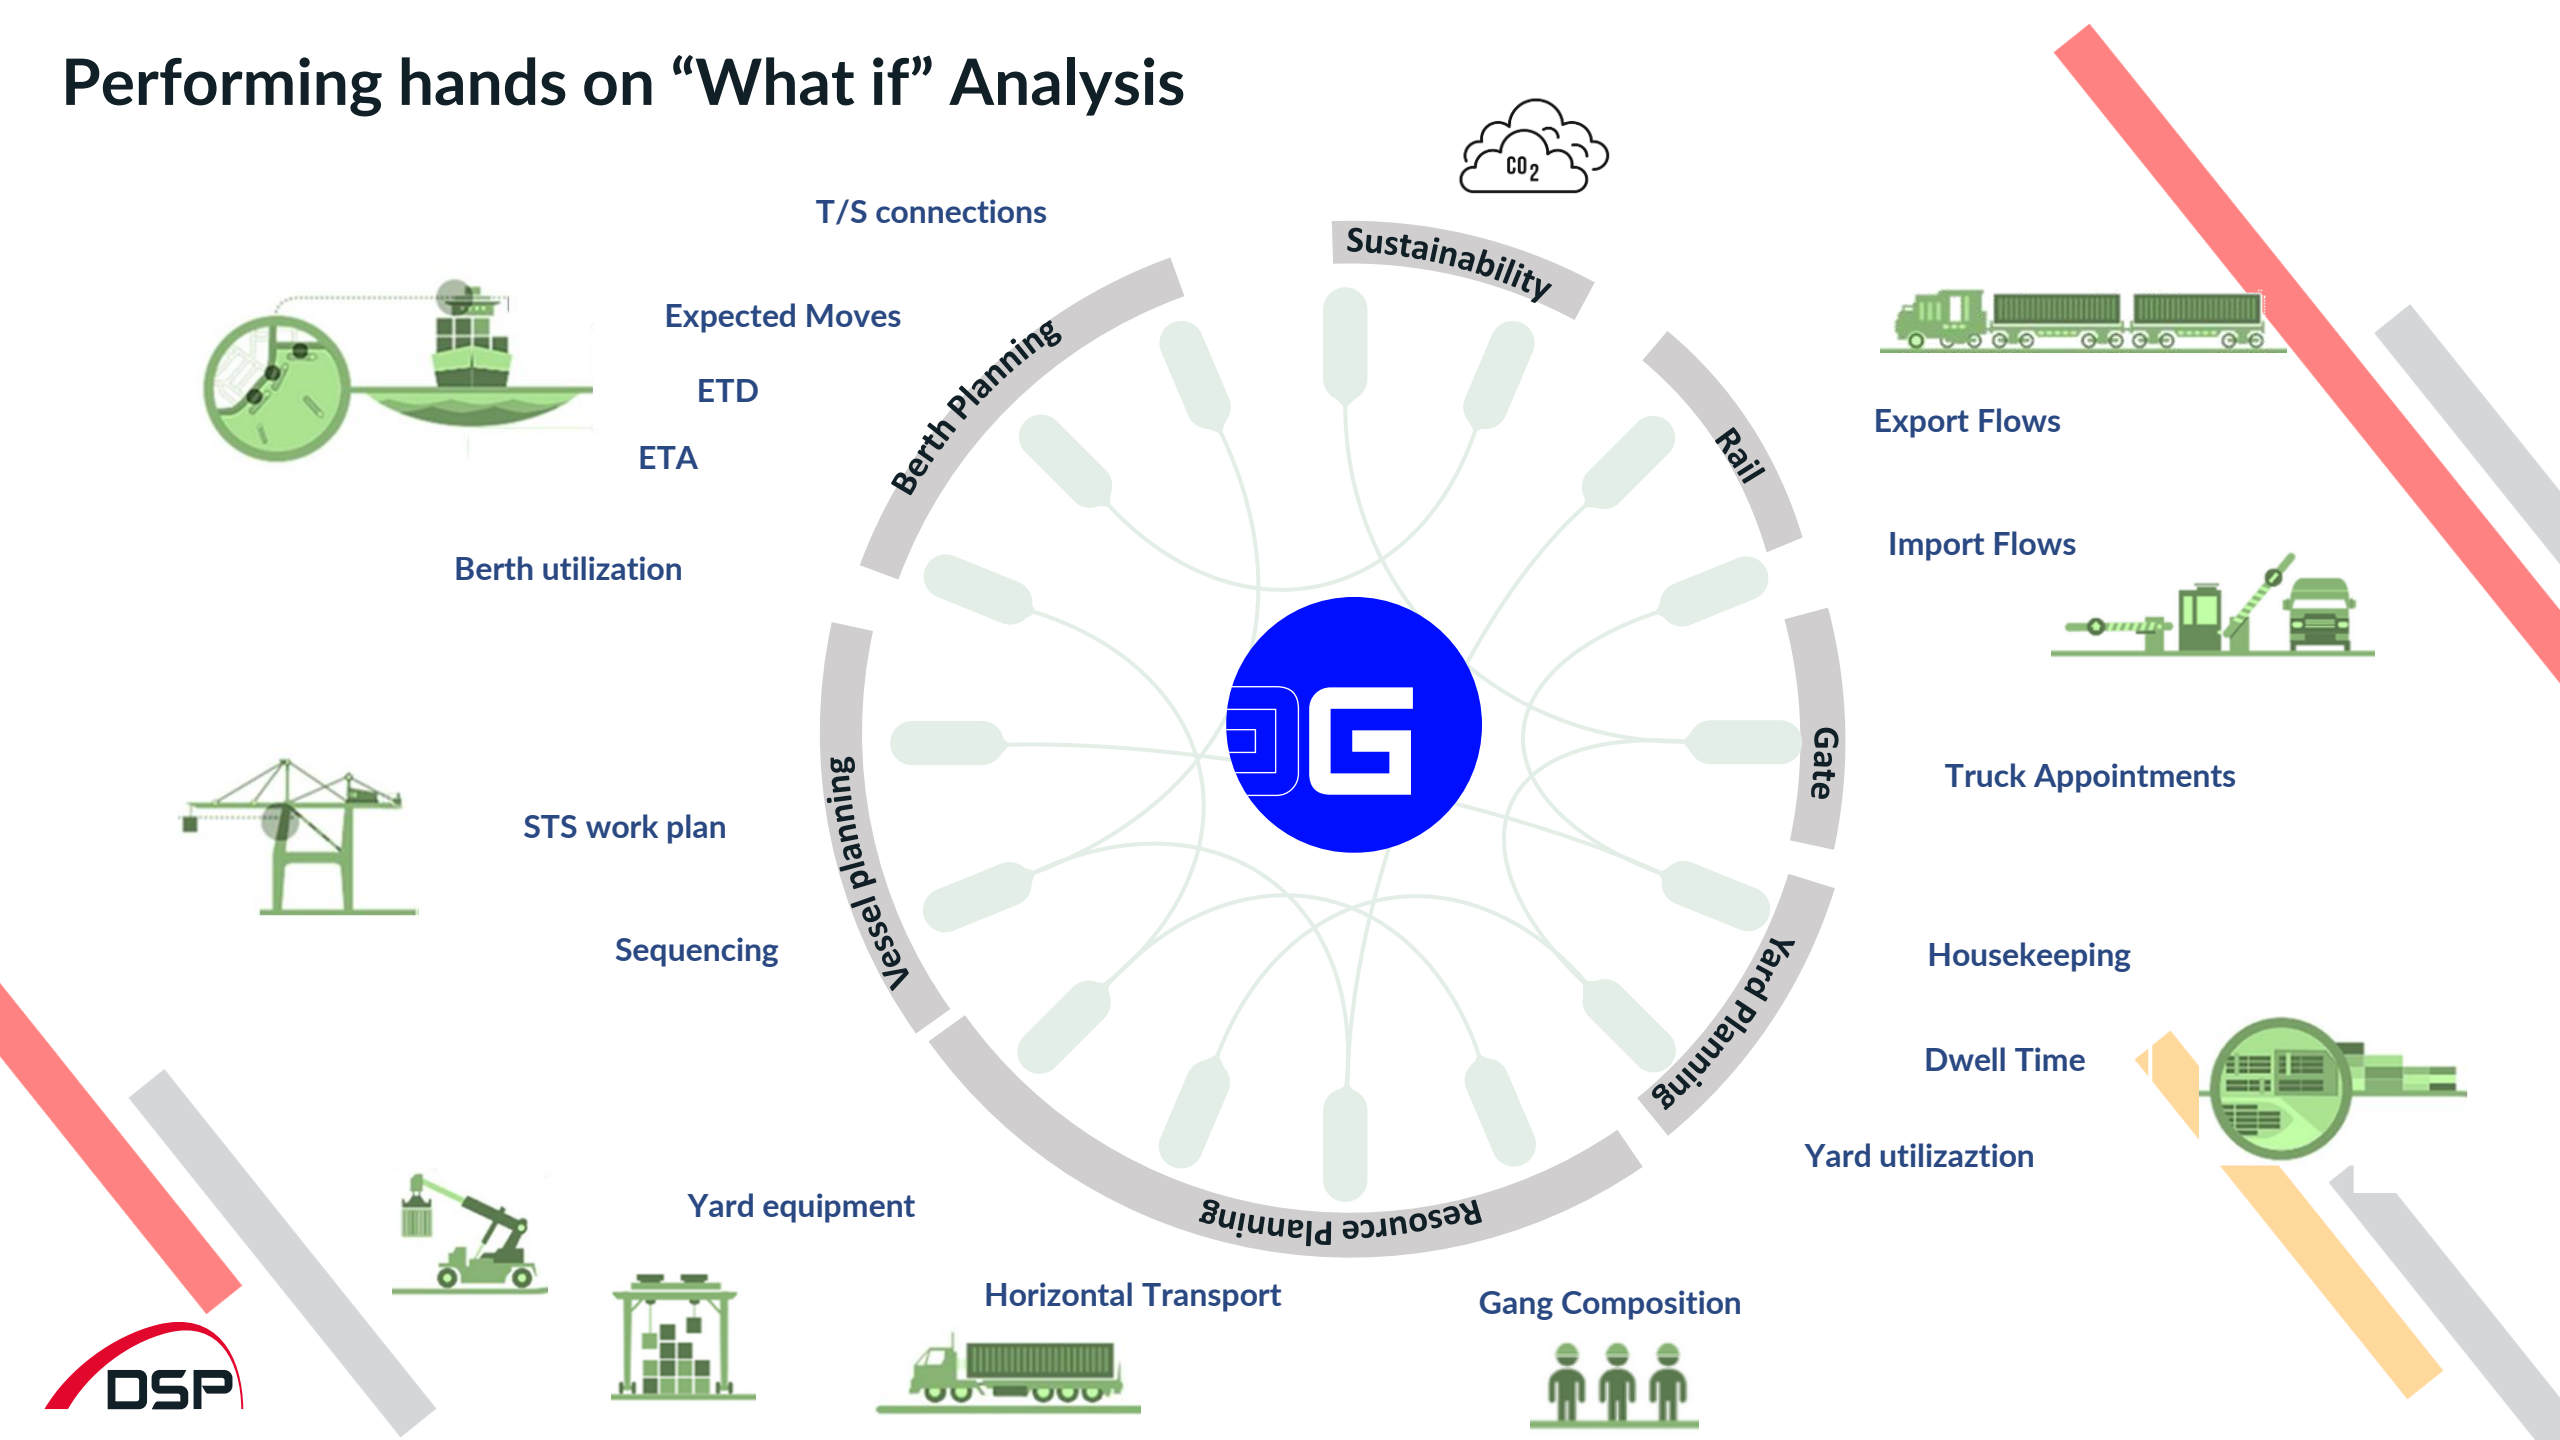 Performing hands on “What if” Analysis
CO2
T/S connections
Sustainability
Expected Moves
Berth Planning
ETD
Rail
Export Flows
ETA
Import Flows
Berth utilization
Gate
Truck Appointments
Vessel planning
STS work plan
Sequencing
Housekeeping
Yard Planning
Dwell Time
Yard utilizaztion
Yard equipment
Resource Planning
Horizontal Transport
Gang Composition
DG
DSP